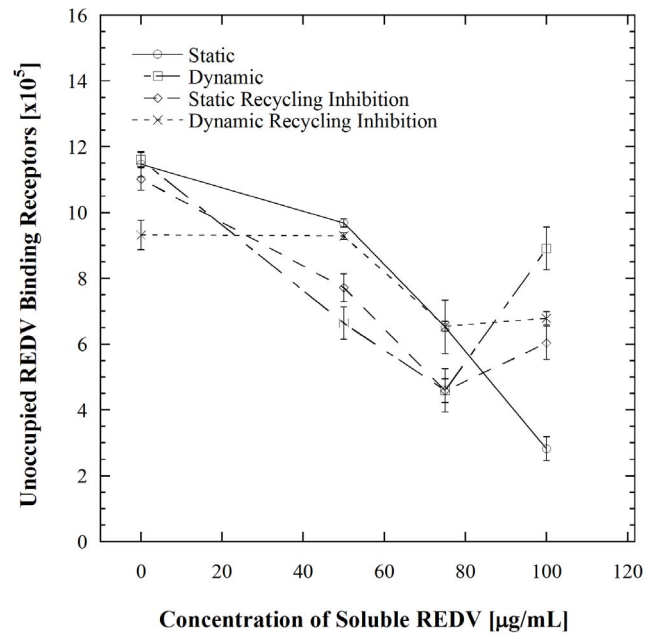 16
14
12
10
8
6
4
2
0
Unoccupied REDV Binding Receptors [x10⁵]
Static
Dynamic
Static Recycling Inhibition
Dynamic Recycling Inhibition
0 20 40 60 80 100 120
Concentration of Soluble REDV [µg/mL]